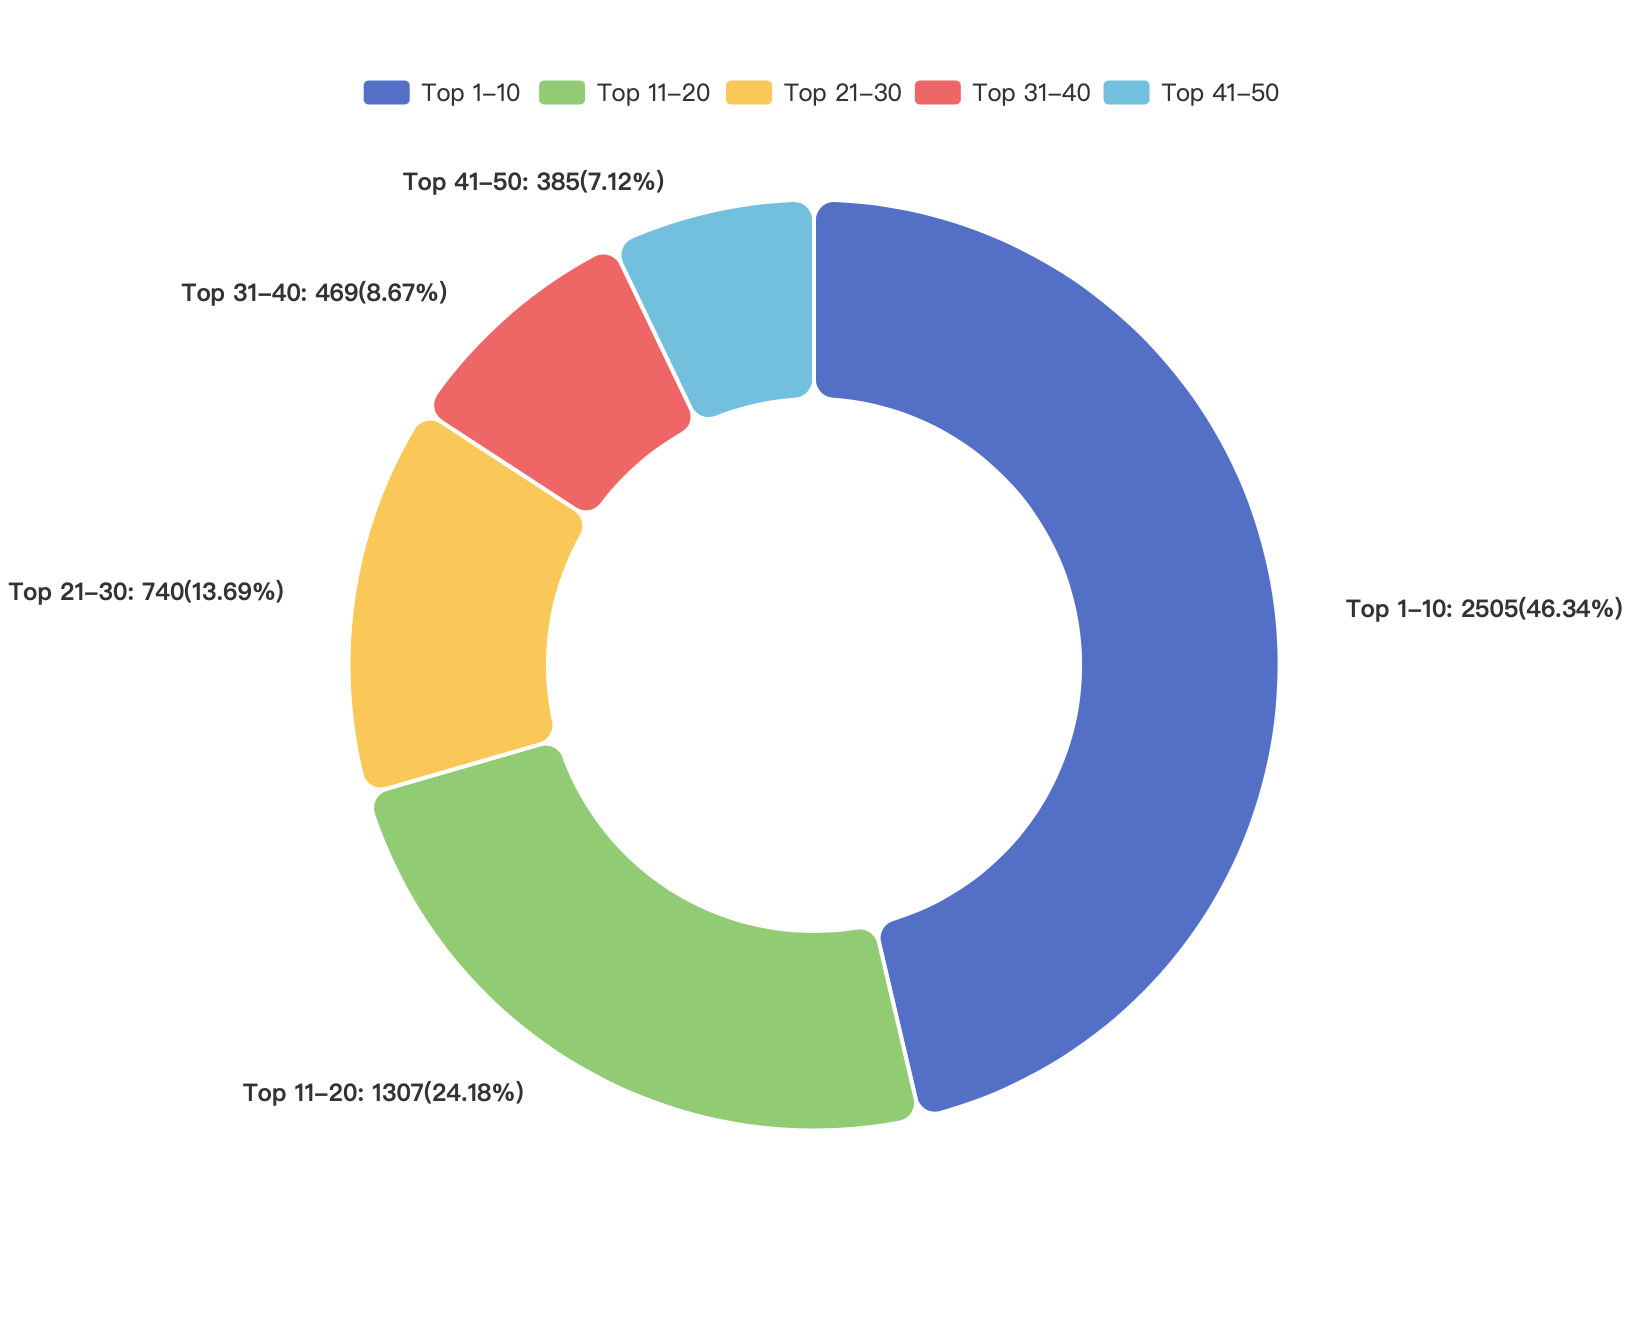 Top 1–10 Top 11–20 Top 21–30 Top 31–40 Top 41–50
Top 41–50: 385(7.12%)
Top 31–40: 469(8.67%)
Top 21–30: 740(13.69%)
Top 1–10: 2505(46.34%)
Top 11–20: 1307(24.18%)